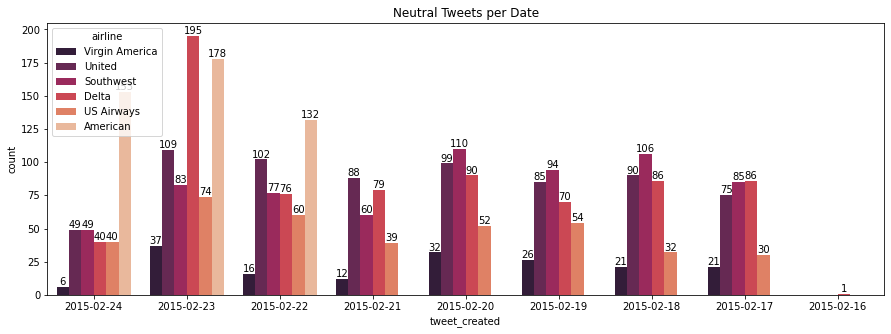 Neutral Tweets per Date
airline
Virgin America
United
Southwest
Delta
US Airways
American
count
200
175
150
125
100
75
50
25
0
6 49 49 40 40
37 109 83 195 74 178
16 102 77 76 60 132
12 88 60 79 39
32 99 110 90 52
26 85 94 70 54
21 90 106 86 32
21 75 85 86 30
1
2015-02-24 2015-02-23 2015-02-22 2015-02-21 2015-02-20 2015-02-19 2015-02-18 2015-02-17 2015-02-16
tweet_created